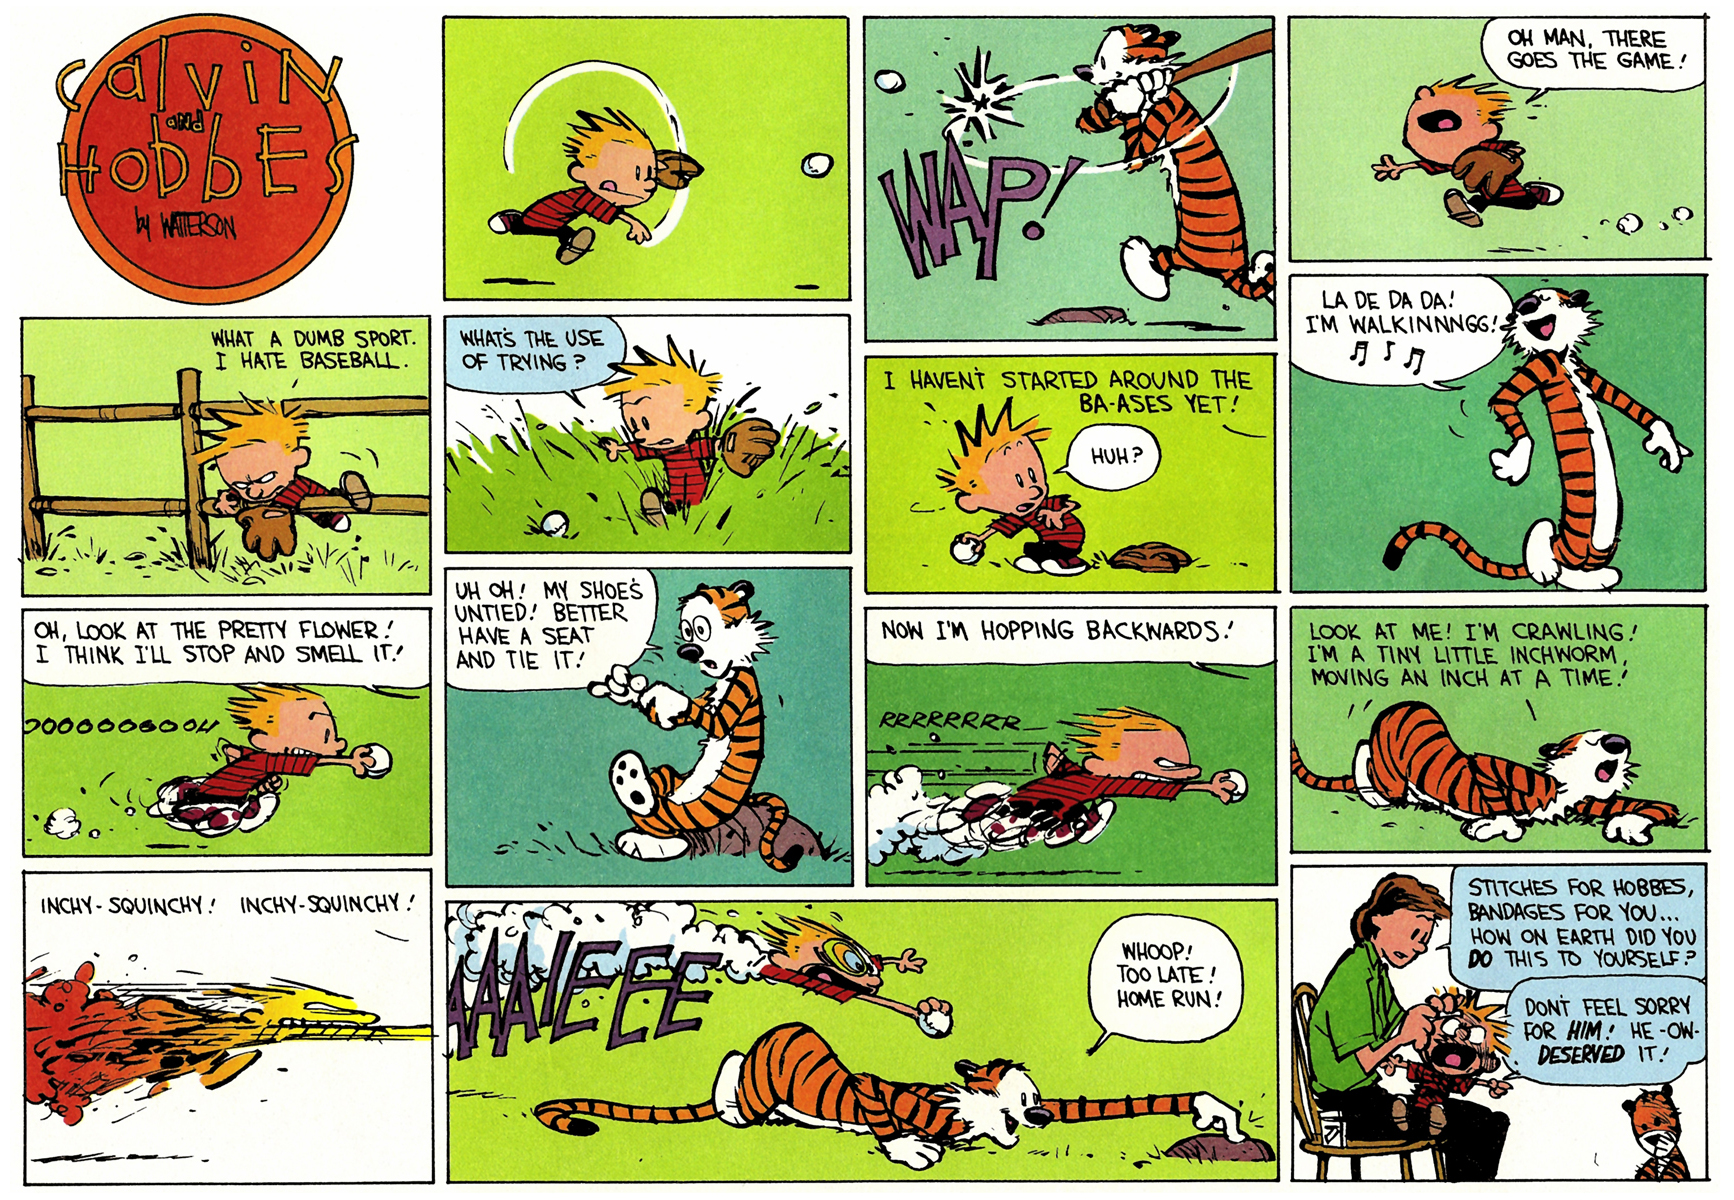 Calvin
and
HobbEs
by WATTERSON
WAP!
OH MAN, THERE
GOES THE GAME!
WHAT A DUMB SPORT.
I HATE BASEBALL.
WHAT'S THE USE
OF TRYING?
I HAVEN'T STARTED AROUND THE
BA-ASES YET!
HUH?
LA DE DA DA!
I'M WALKINNNGG!
OH, LOOK AT THE PRETTY FLOWER!
I THINK I'LL STOP AND SMELL IT!
OOOOOOOOOOH
UH OH! MY SHOE'S
UNTIED! BETTER
HAVE A SEAT
AND TIE IT!
NOW I'M HOPPING BACKWARDS!
RRRRRRRR
LOOK AT ME! I'M CRAWLING!
I'M A TINY LITTLE INCHWORM,
MOVING AN INCH AT A TIME!
INCHY-SQUINCHY! INCHY-SQUINCHY!
AAAAIEEE
WHOOP!
TOO LATE!
HOME RUN!
STITCHES FOR HOBBES,
BANDAGES FOR YOU...
HOW ON EARTH DID YOU
DO THIS TO YOURSELF?
DON'T FEEL SORRY
FOR HIM! HE -OW-
DESERVED IT!